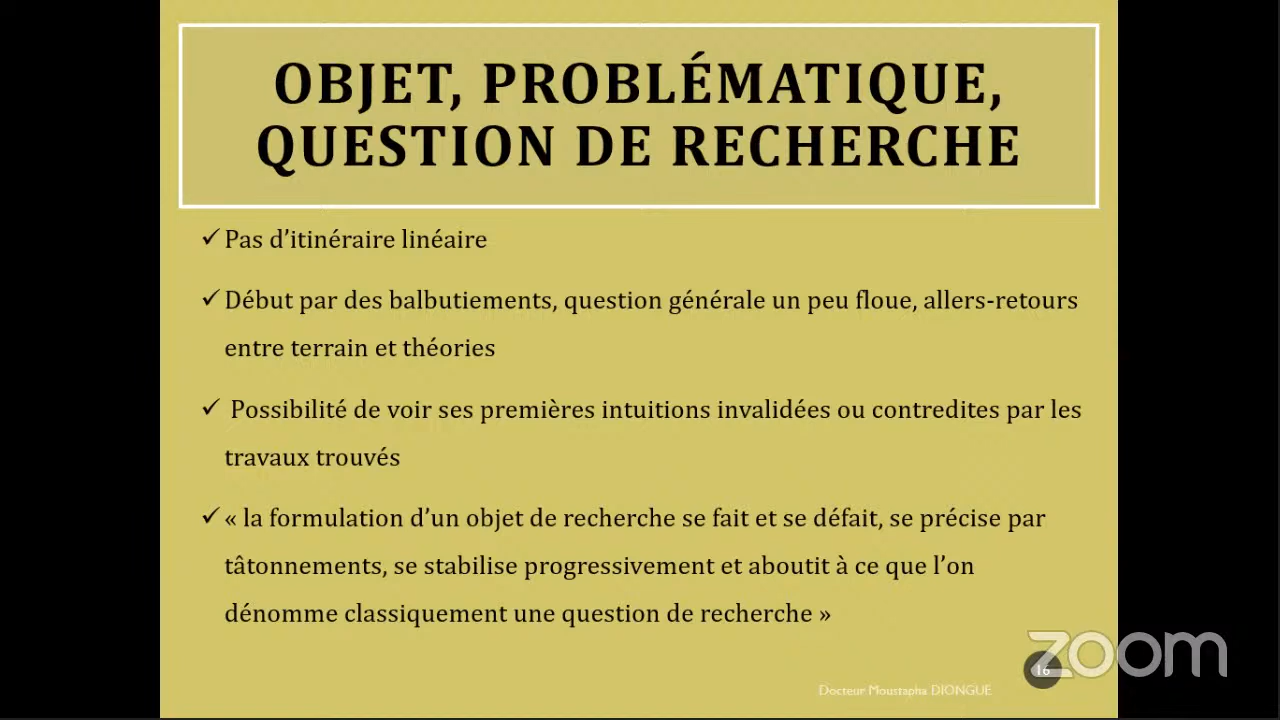 OBJET, PROBLÉMATIQUE,
QUESTION DE RECHERCHE
✓ Pas d’itinéraire linéaire
✓ Début par des balbutiements, question générale un peu floue, allers-retours
entre terrain et théories
✓ Possibilité de voir ses premières intuitions invalidées ou contredites par les
travaux trouvés
✓ « la formulation d’un objet de recherche se fait et se défait, se précise par
tâtonnements, se stabilise progressivement et aboutit à ce que l’on
dénomme classiquement une question de recherche »
zoom
16
Docteur Moustapha DIONGUE